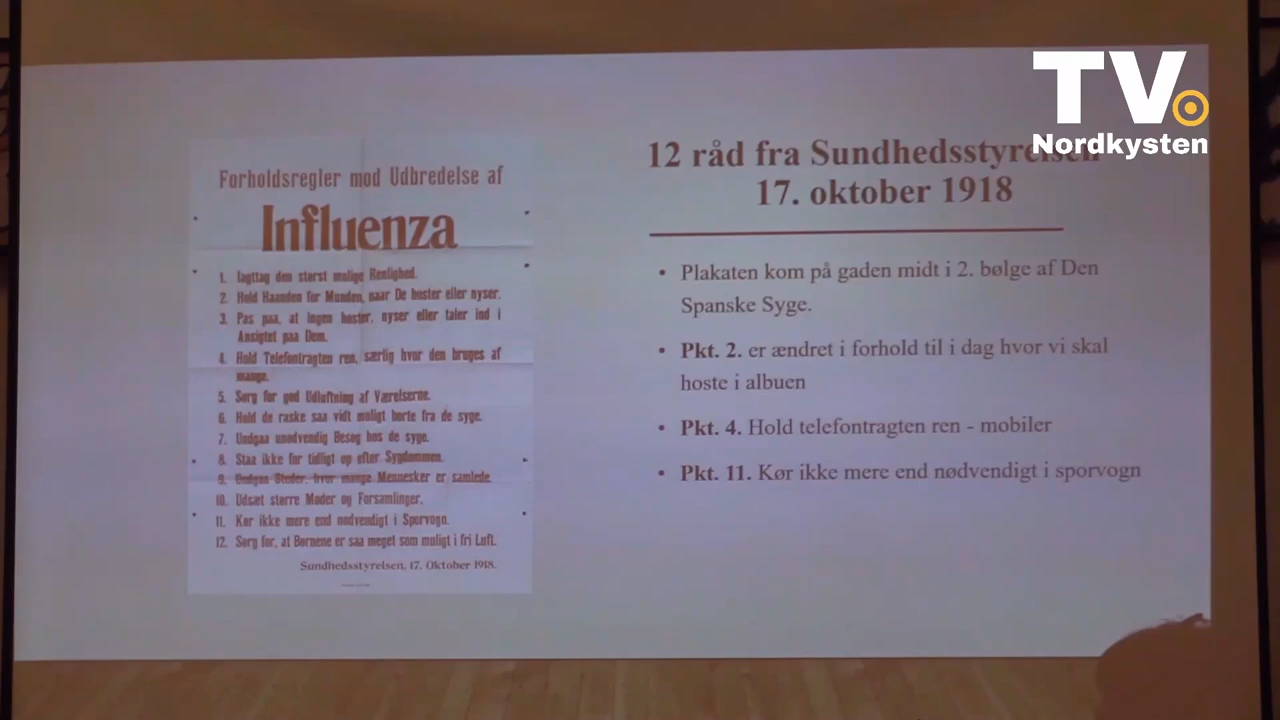 TV
Nordkysten
Forholdsregler mod Udbredelse af
Influenza
1. Iagttag den størst mulige Renlighed.
2. Hold Haanden for Munden, naar De hoster eller nyser.
3. Pas paa, at ingen hoster, nyser eller taler ind i
Ansigtet paa Dem.
4. Hold Telefontragten ren, særlig hvor den bruges af
mange.
5. Sørg for god Udluftning af Værelserne.
6. Hold de raske saa vidt muligt borte fra de syge.
7. Undgaa unødvendig Besøg hos de syge.
8. Staa ikke for tidligt op efter Sygdommen.
9. Undgaa Steder, hvor mange Mennesker er samlede.
10. Udsæt større Møder og Forsamlinger.
11. Kør ikke mere end nødvendigt i Sporvogn.
12. Sørg for, at Børnene er saa meget som muligt i fri Luft.
Sundhedsstyrelsen, 17. Oktober 1918.
12 råd fra Sundhedsstyrelsen
17. oktober 1918
• Plakaten kom på gaden midt i 2. bølge af Den
Spanske Syge.
• Pkt. 2. er ændret i forhold til i dag hvor vi skal
hoste i albuen
• Pkt. 4. Hold telefontragten ren - mobiler
• Pkt. 11. Kør ikke mere end nødvendigt i sporvogn